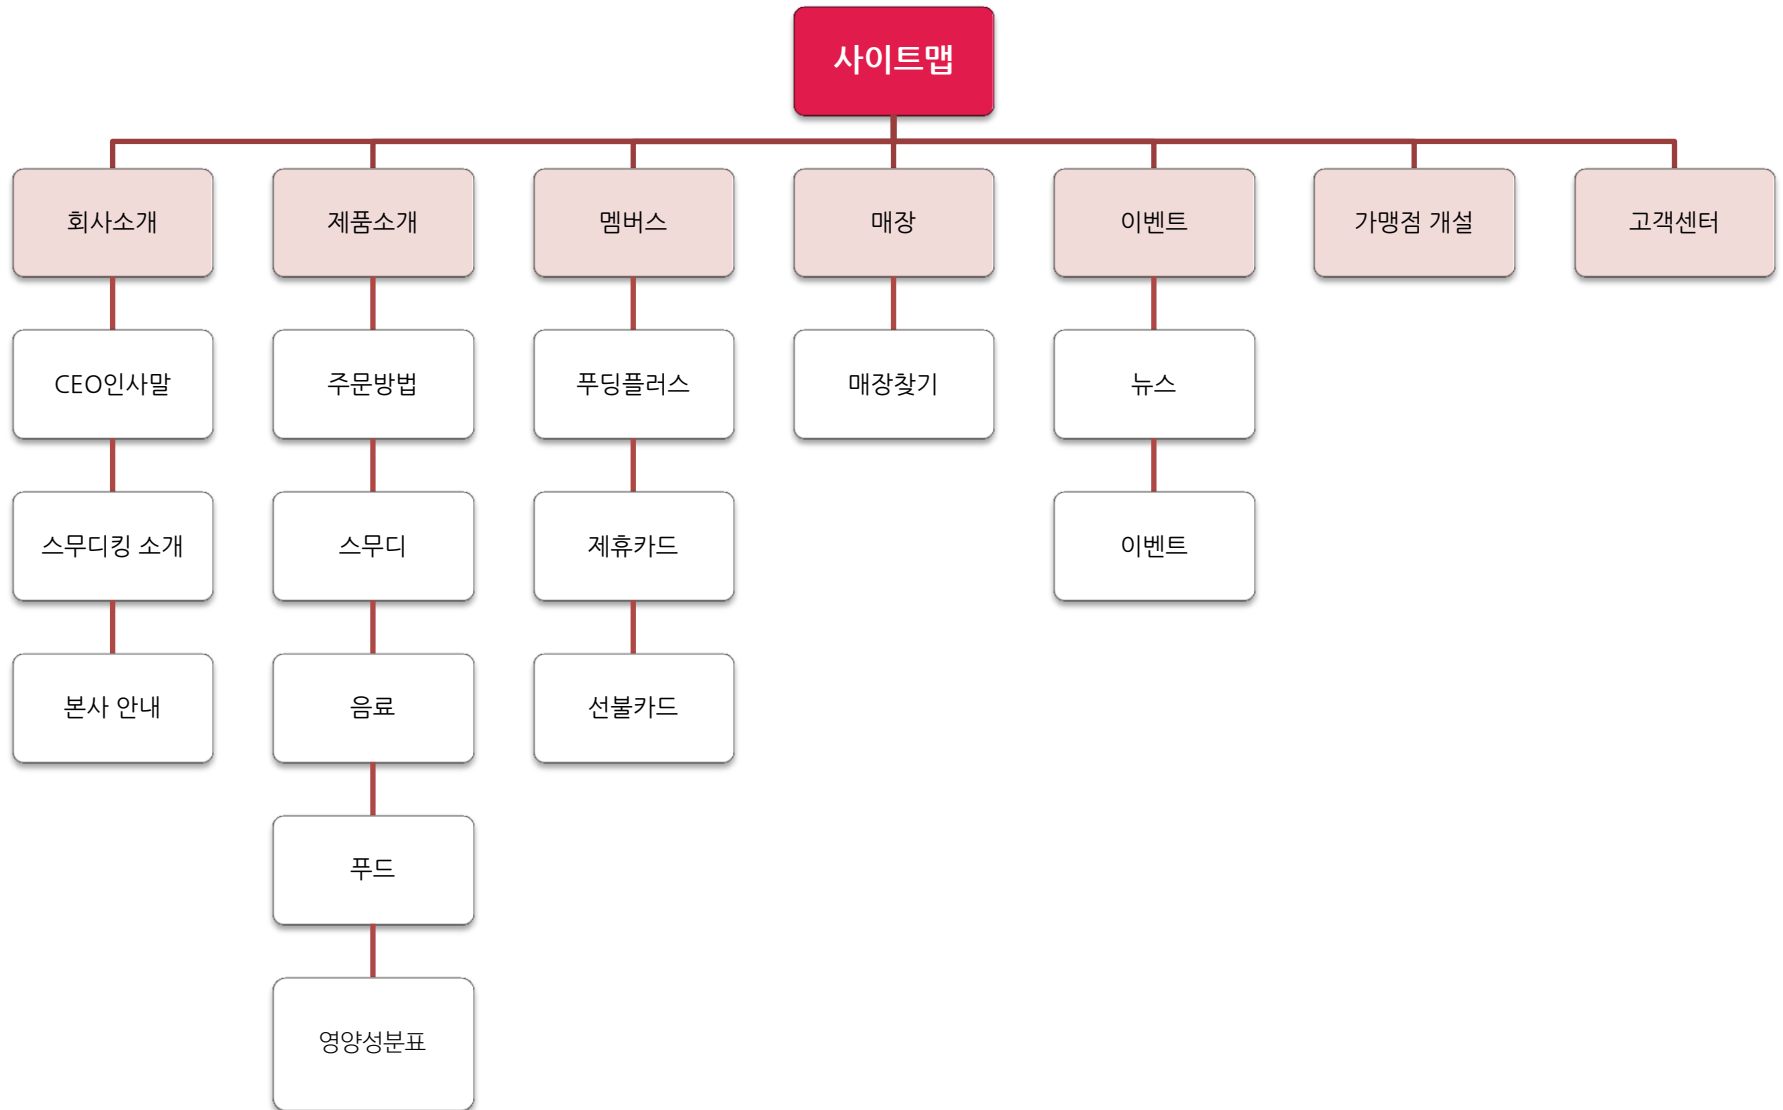 사이트맵
회사소개
제품소개
멤버스
매장
이벤트
가맹점 개설
고객센터
CEO인사말
주문방법
푸딩플러스
매장찾기
뉴스
스무디킹 소개
스무디
제휴카드
이벤트
본사 안내
음료
선불카드
푸드
영양성분표